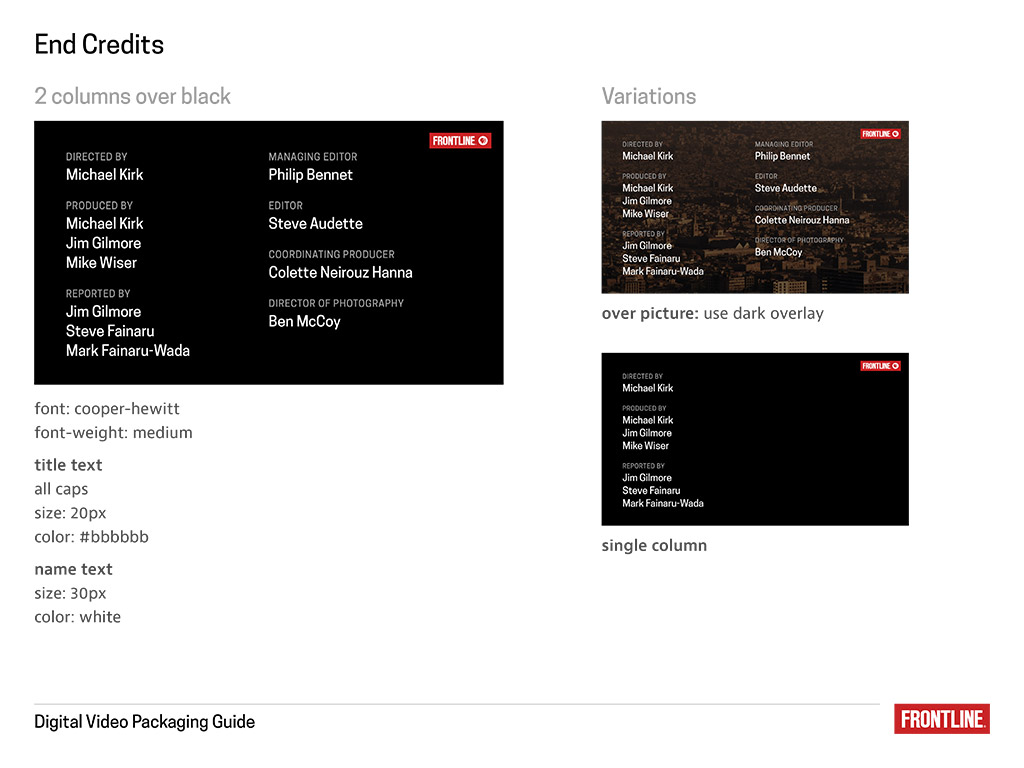 End Credits
2 columns over black
FRONTLINE
DIRECTED BY
Michael Kirk
PRODUCED BY
Michael Kirk
Jim Gilmore
Mike Wiser
REPORTED BY
Jim Gilmore
Steve Fainaru
Mark Fainaru-Wada
MANAGING EDITOR
Philip Bennet
EDITOR
Steve Audette
COORDINATING PRODUCER
Colette Neirouz Hanna
DIRECTOR OF PHOTOGRAPHY
Ben McCoy
font: cooper-hewitt
font-weight: medium
title text
all caps
size: 20px
color: #bbbbbb
name text
size: 30px
color: white
Variations
FRONTLINE
DIRECTED BY
Michael Kirk
PRODUCED BY
Michael Kirk
Jim Gilmore
Mike Wiser
REPORTED BY
Jim Gilmore
Steve Fainaru
Mark Fainaru-Wada
MANAGING EDITOR
Philip Bennet
EDITOR
Steve Audette
COORDINATING PRODUCER
Colette Neirouz Hanna
DIRECTOR OF PHOTOGRAPHY
Ben McCoy
over picture: use dark overlay
FRONTLINE
DIRECTED BY
Michael Kirk
PRODUCED BY
Michael Kirk
Jim Gilmore
Mike Wiser
REPORTED BY
Jim Gilmore
Steve Fainaru
Mark Fainaru-Wada
single column
Digital Video Packaging Guide
FRONTLINE.